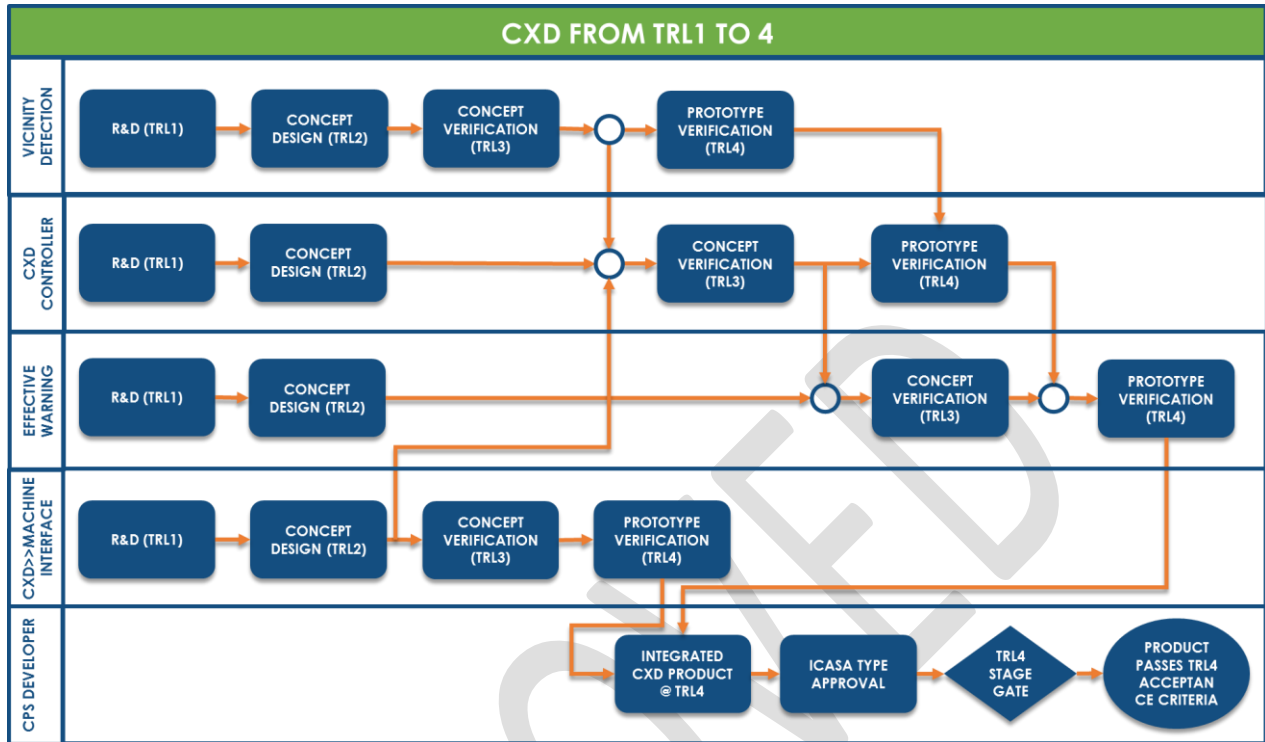 CXD FROM TRL1 TO 4
VICINITY
DETECTION
R&D (TRL1)
CONCEPT
DESIGN (TRL2)
CONCEPT
VERIFICATION
(TRL3)
PROTOTYPE
VERIFICATION
(TRL4)
CXD
CONTROLLER
R&D (TRL1)
CONCEPT
DESIGN (TRL2)
CONCEPT
VERIFICATION
(TRL3)
PROTOTYPE
VERIFICATION
(TRL4)
EFFECTIVE
WARNING
R&D (TRL1)
CONCEPT
DESIGN (TRL2)
CONCEPT
VERIFICATION
(TRL3)
PROTOTYPE
VERIFICATION
(TRL4)
CXD>>MACHINE
INTERFACE
R&D (TRL1)
CONCEPT
DESIGN (TRL2)
CONCEPT
VERIFICATION
(TRL3)
PROTOTYPE
VERIFICATION
(TRL4)
CPS DEVELOPER
INTEGRATED
CXD PRODUCT
@ TRL4
ICASA TYPE
APPROVAL
TRL4
STAGE
GATE
PRODUCT
PASSES TRL4
ACCEPTAN
CE CRITERIA